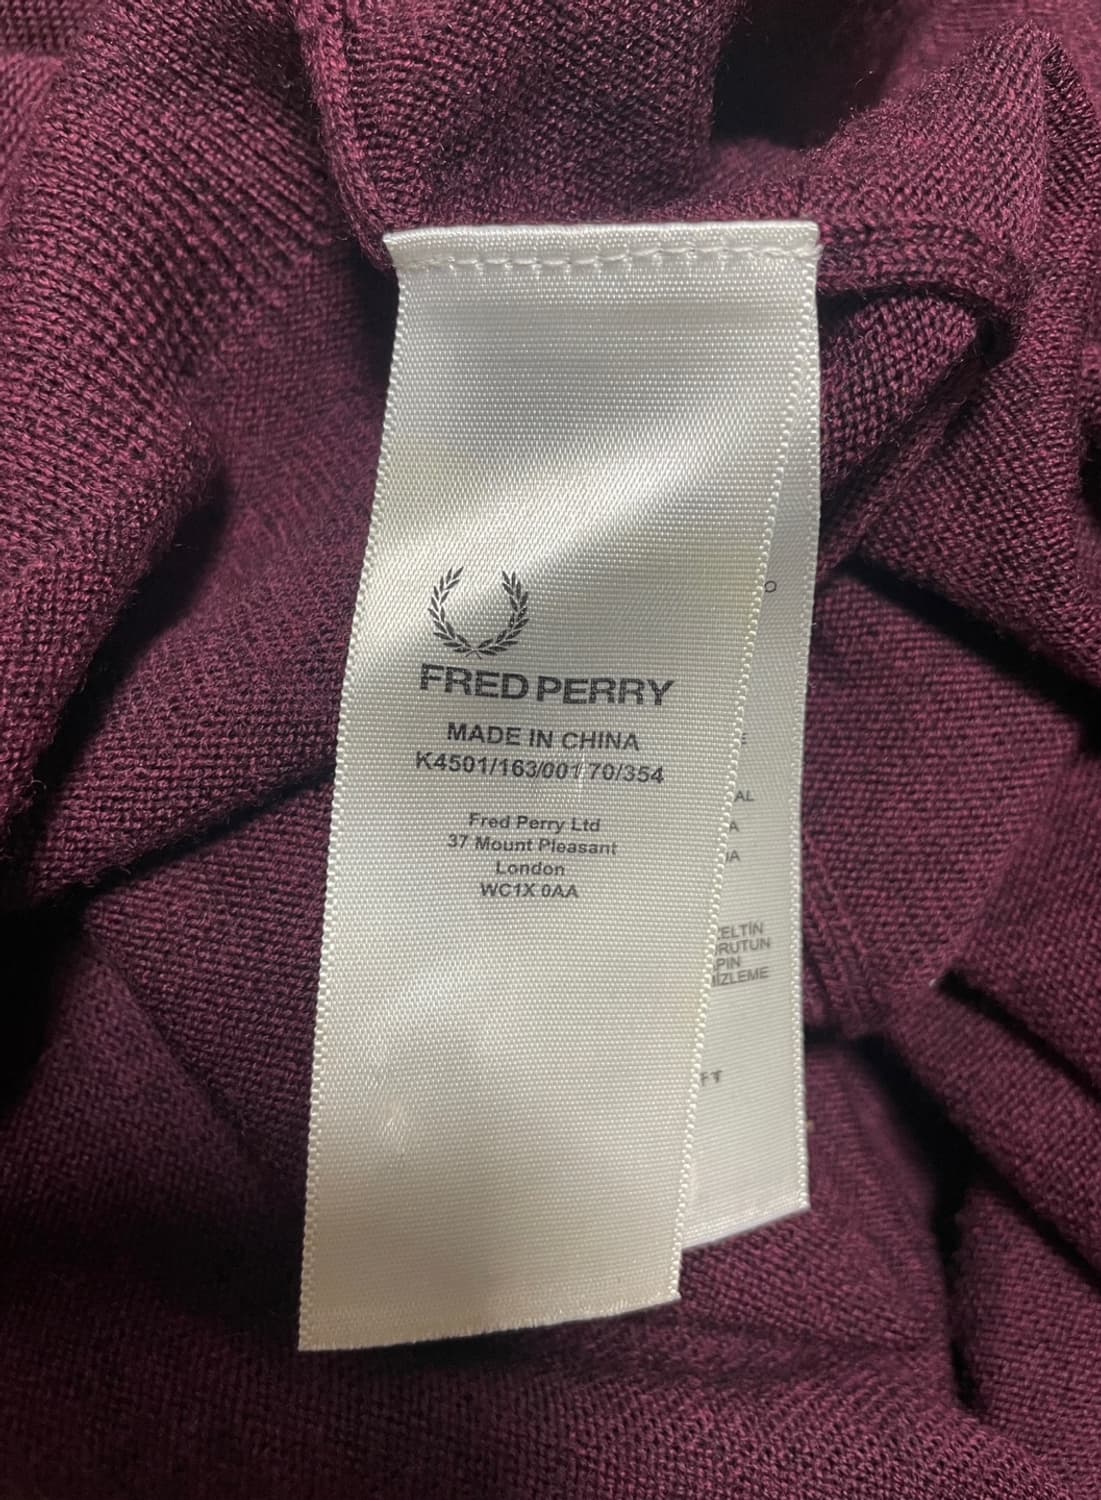 FRED PERRY
MADE IN CHINA
K4501/163/001/70/354
Fred Perry Ltd
37 Mount Pleasant
London
WC1X 0AA